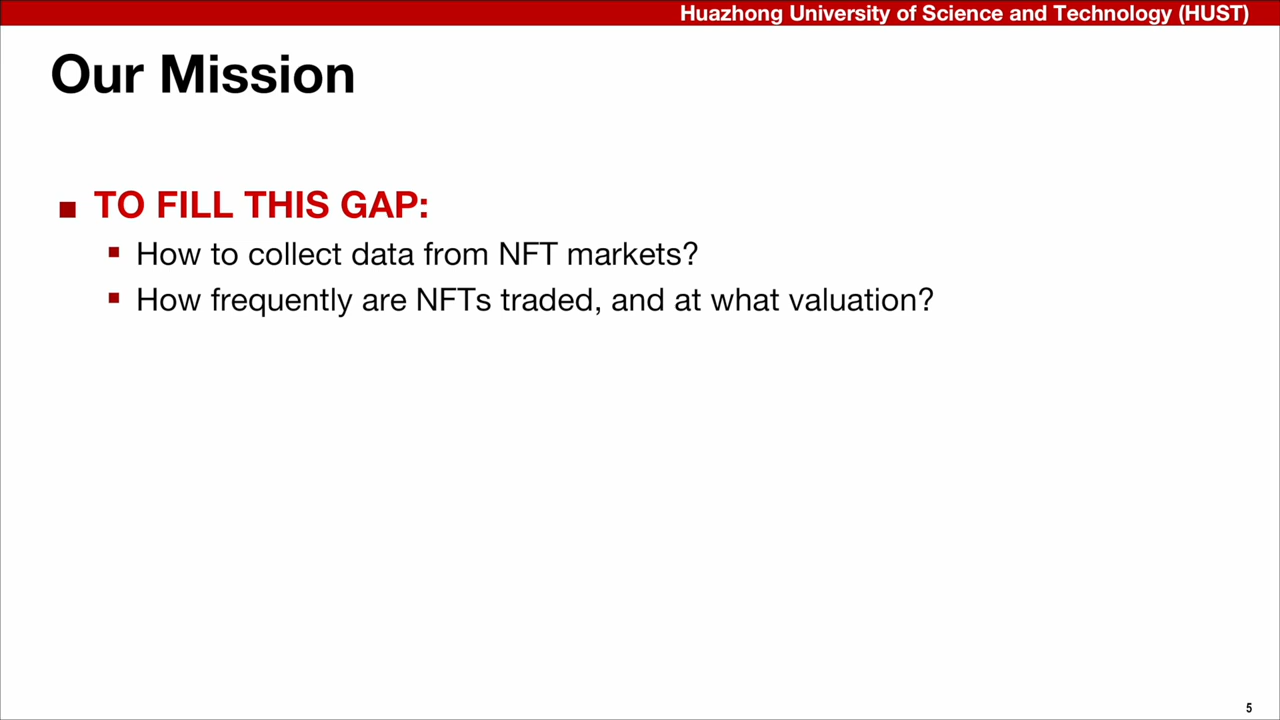 Huazhong University of Science and Technology (HUST)
Our Mission
TO FILL THIS GAP:
How to collect data from NFT markets?
How frequently are NFTs traded, and at what valuation?
5